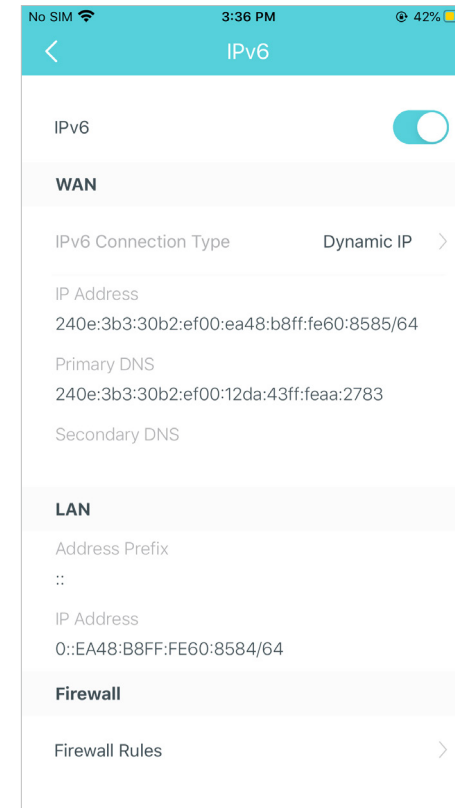 No SIM 3:36 PM 42%
IPv6
IPv6
WAN
IPv6 Connection Type Dynamic IP
IP Address
240e:3b3:30b2:ef00:ea48:b8ff:fe60:8585/64
Primary DNS
240e:3b3:30b2:ef00:12da:43ff:feaa:2783
Secondary DNS
LAN
Address Prefix
::
IP Address
0::EA48:B8FF:FE60:8584/64
Firewall
Firewall Rules